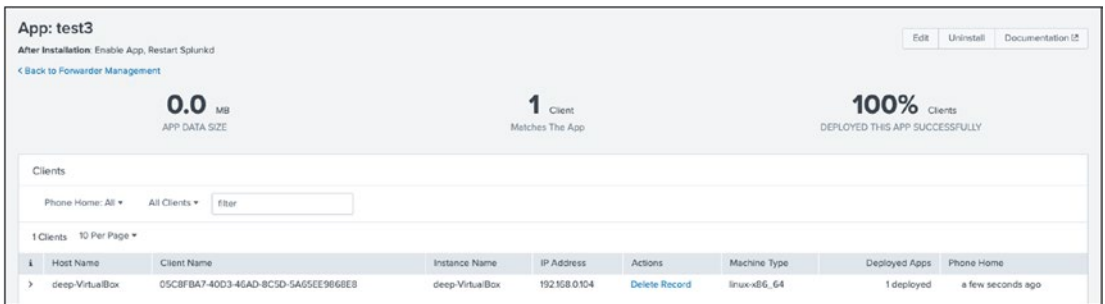 App: test3
After Installation: Enable App, Restart Splunkd
Edit Uninstall Documentation
< Back to Forwarder Management
0.0 MB 1 Client 100% Clients
APP DATA SIZE Matches The App DEPLOYED THIS APP SUCCESSFULLY
Clients
Phone Home: All All Clients filter
1 Clients 10 Per Page
i Host Name Client Name Instance Name IP Address Actions Machine Type Deployed Apps Phone Home
> deep-VirtualBox 05C8FBA7-40D3-46AD-8C5D-5A65EE9868E8 deep-VirtualBox 192.168.0.104 Delete Record linux-x86_64 1 deployed a few seconds ago